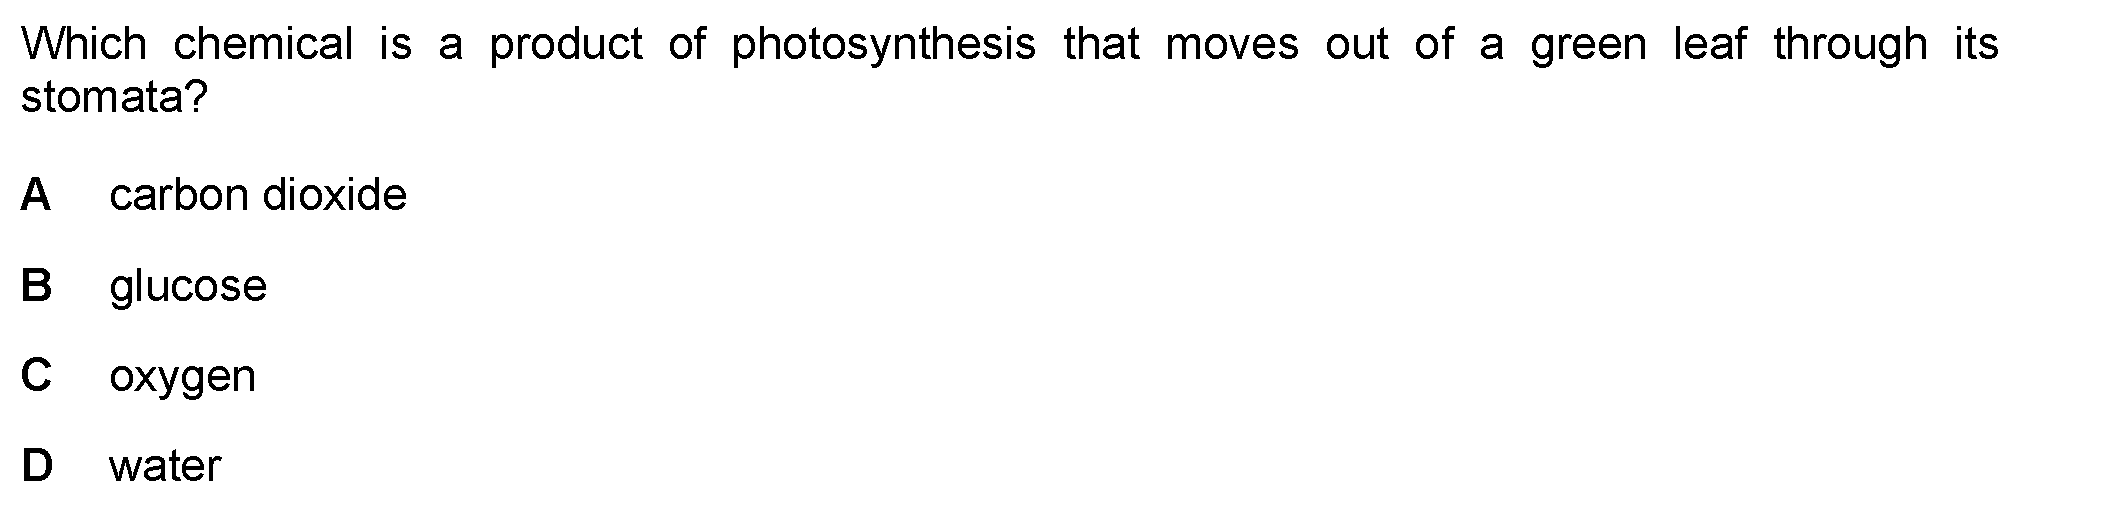 Which chemical is a product of photosynthesis that moves out of a green leaf through its
stomata?
A carbon dioxide
B glucose
C oxygen
D water